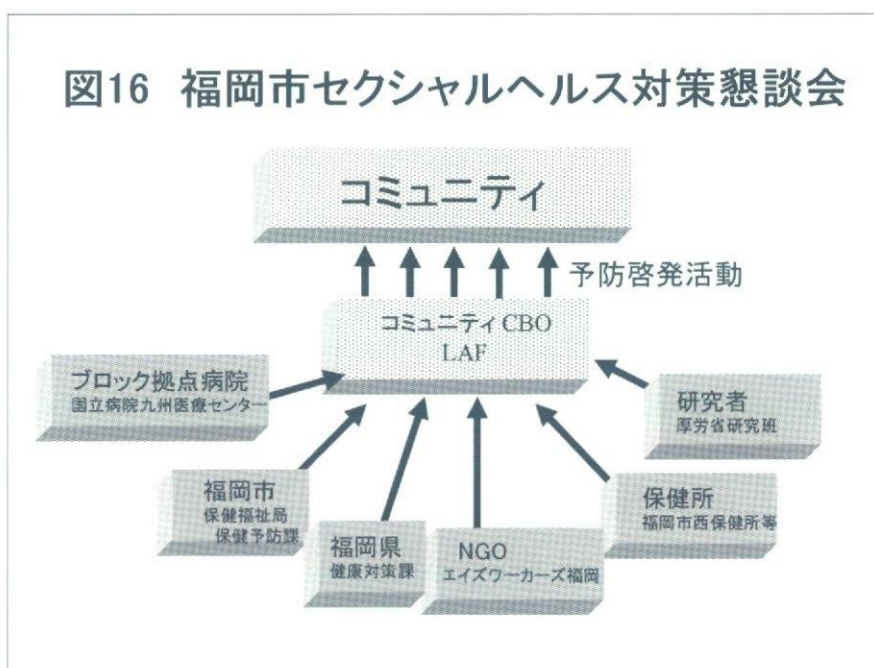 図16 福岡市セクシャルヘルス対策懇談会
コミュニティ
予防啓発活動
コミュニティ CBO
LAF
ブロック拠点病院
国立病院九州医療センター
研究者
厚労省研究班
福岡市
保健福祉局
保健予防課
保健所
福岡市西保健所等
福岡県
健康対策課
NGO
エイズワーカーズ福岡